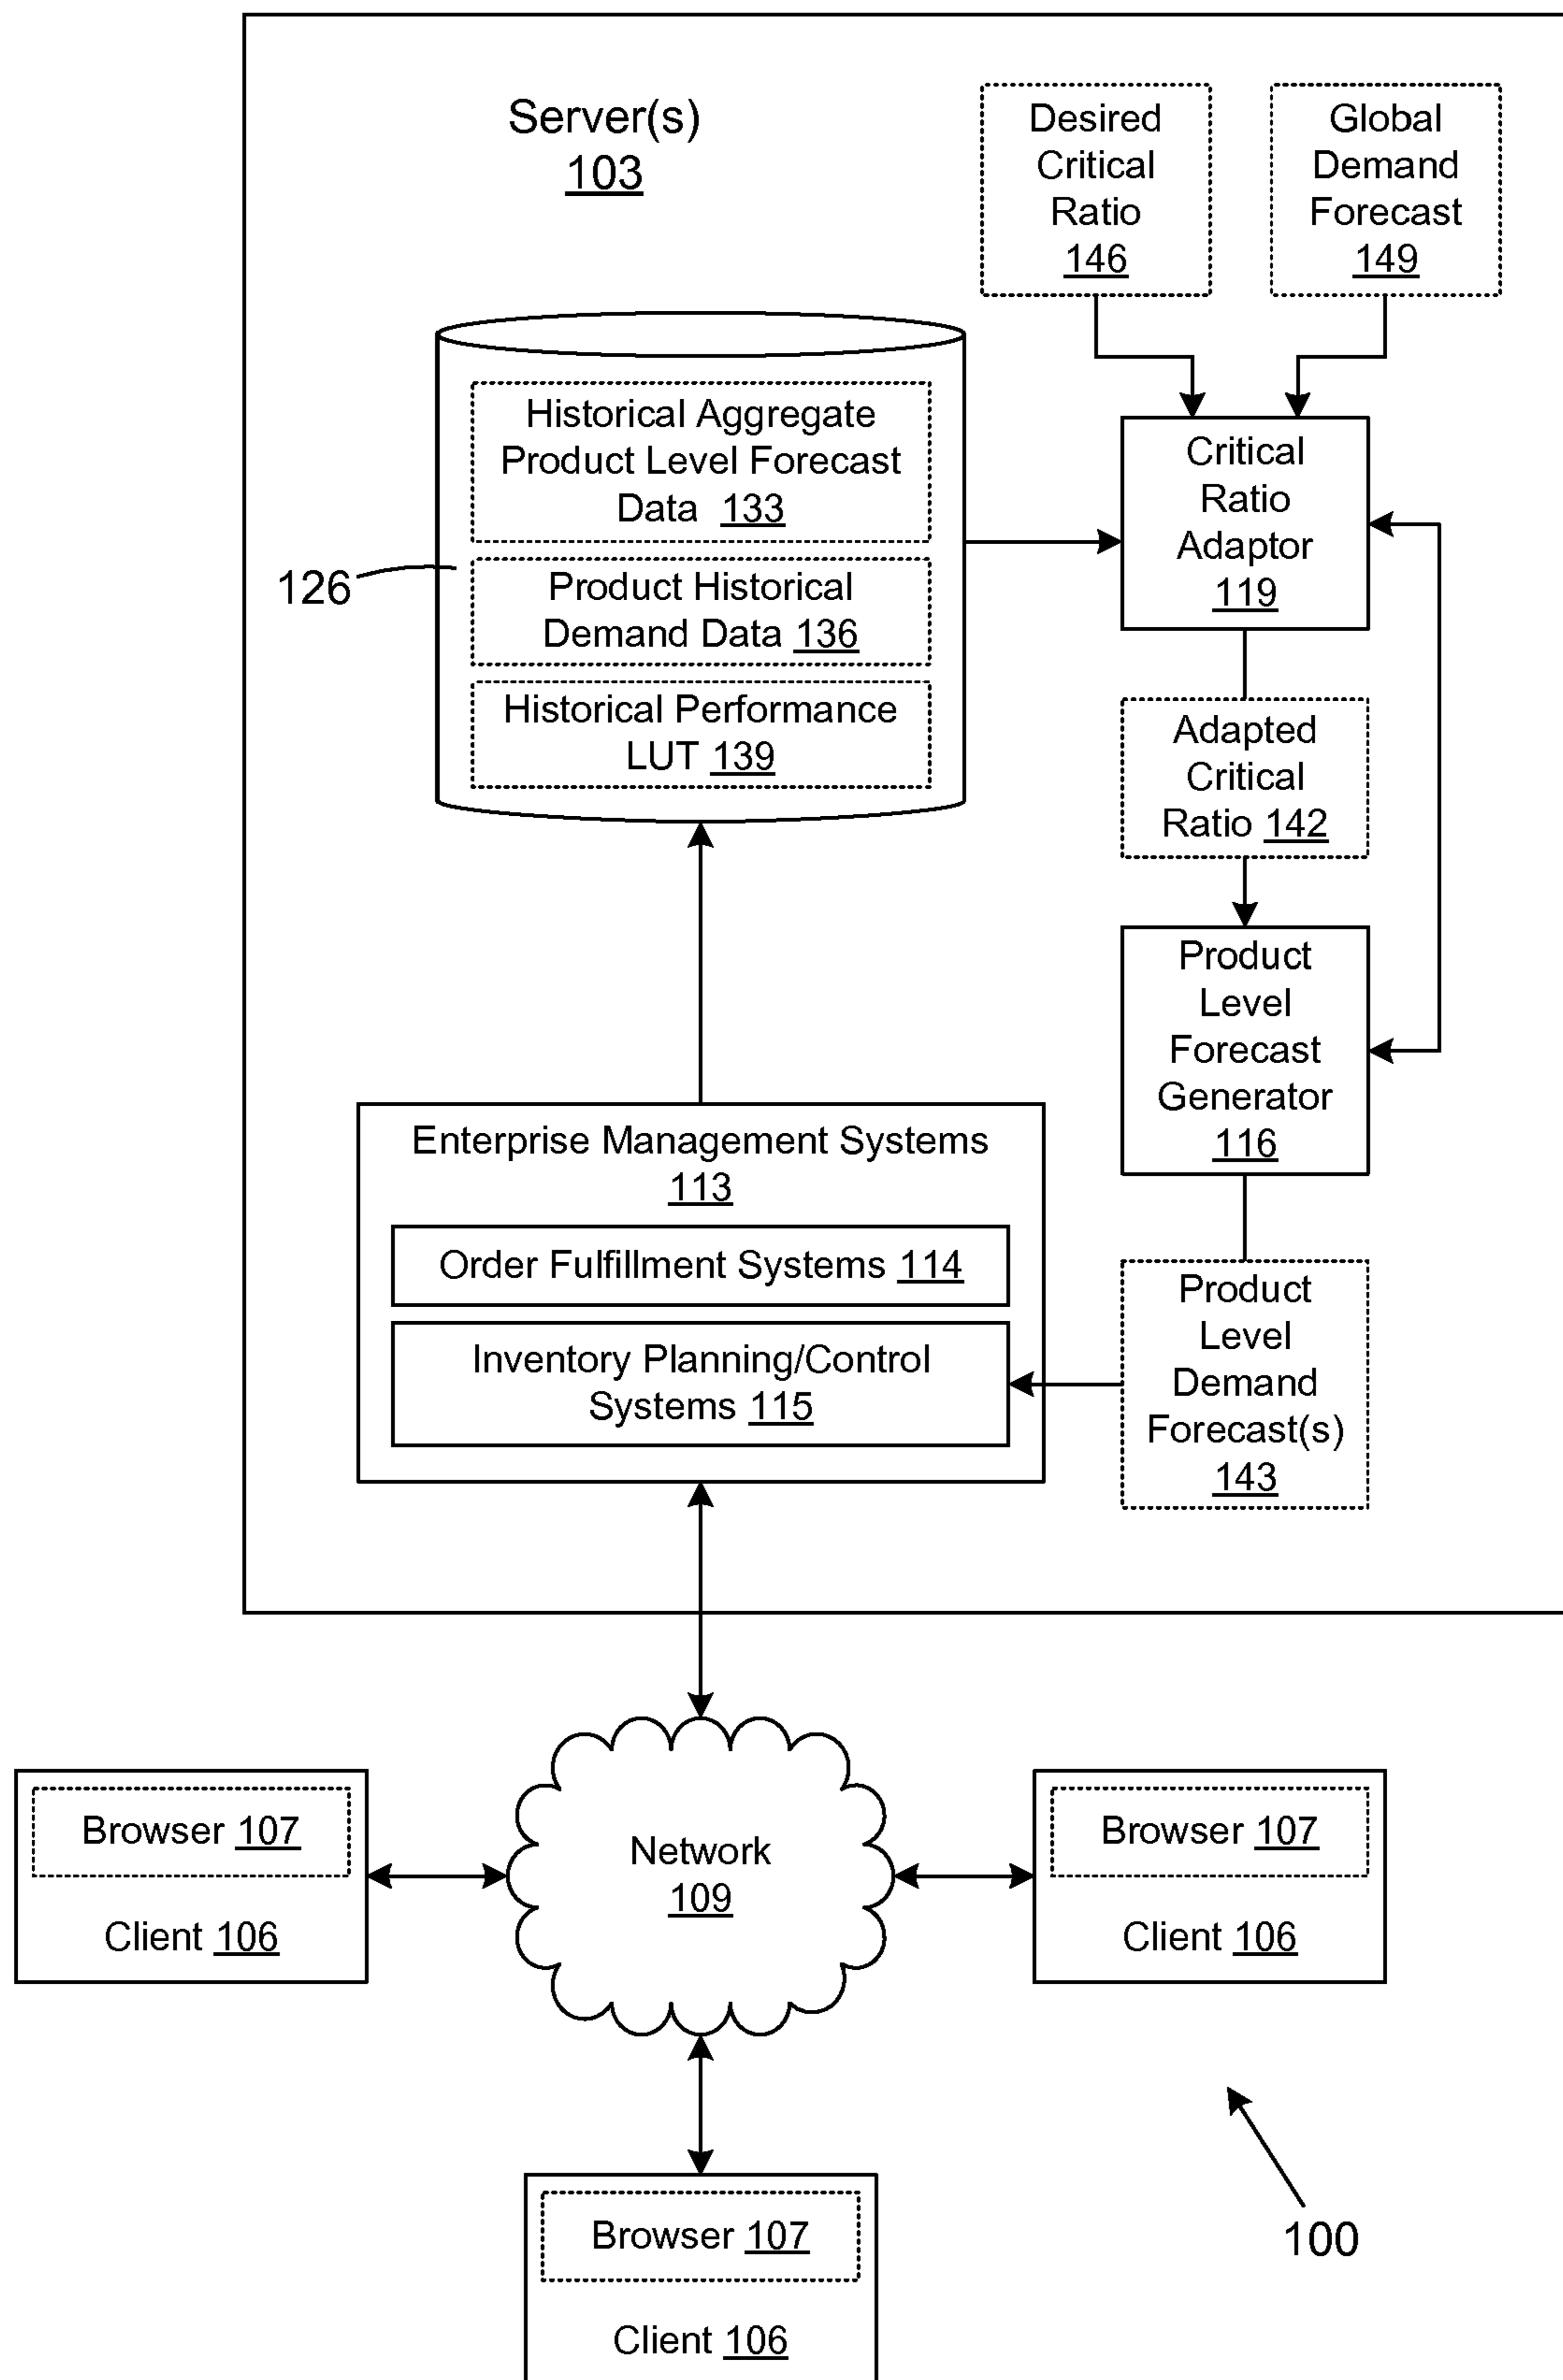 Server(s)
103
Desired
Critical
Ratio
146
Global
Demand
Forecast
149
Historical Aggregate
Product Level Forecast
Data 133
Product Historical
Demand Data 136
Historical Performance
LUT 139
126
Critical
Ratio
Adaptor
119
Adapted
Critical
Ratio 142
Product
Level
Forecast
Generator
116
Enterprise Management Systems
113
Order Fulfillment Systems 114
Inventory Planning/Control
Systems 115
Product
Level
Demand
Forecast(s)
143
Browser 107
Client 106
Network
109
Browser 107
Client 106
Browser 107
Client 106
100